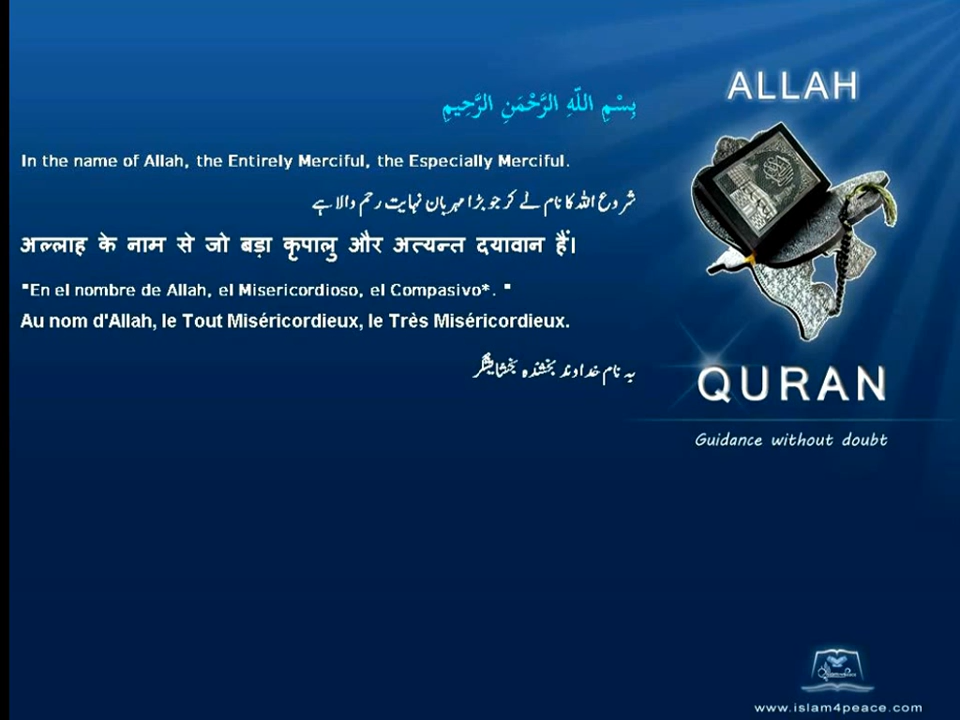 بِسْمِ اللّهِ الرَّحْمَنِ الرَّحِيمِ
In the name of Allah, the Entirely Merciful, the Especially Merciful.
شروع اللہ کا نام لے کر جو بڑا مہربان نہایت رحم والا ہے
अल्लाह के नाम से जो बड़ा कृपालु और अत्यन्त दयावान हैं।
"En el nombre de Allah, el Misericordioso, el Compasivo*. "
Au nom d'Allah, le Tout Miséricordieux, le Très Miséricordieux.
به نام خداوند بخشنده بخشایشگر
ALLAH
QURAN
Guidance without doubt
www.islam4peace.com